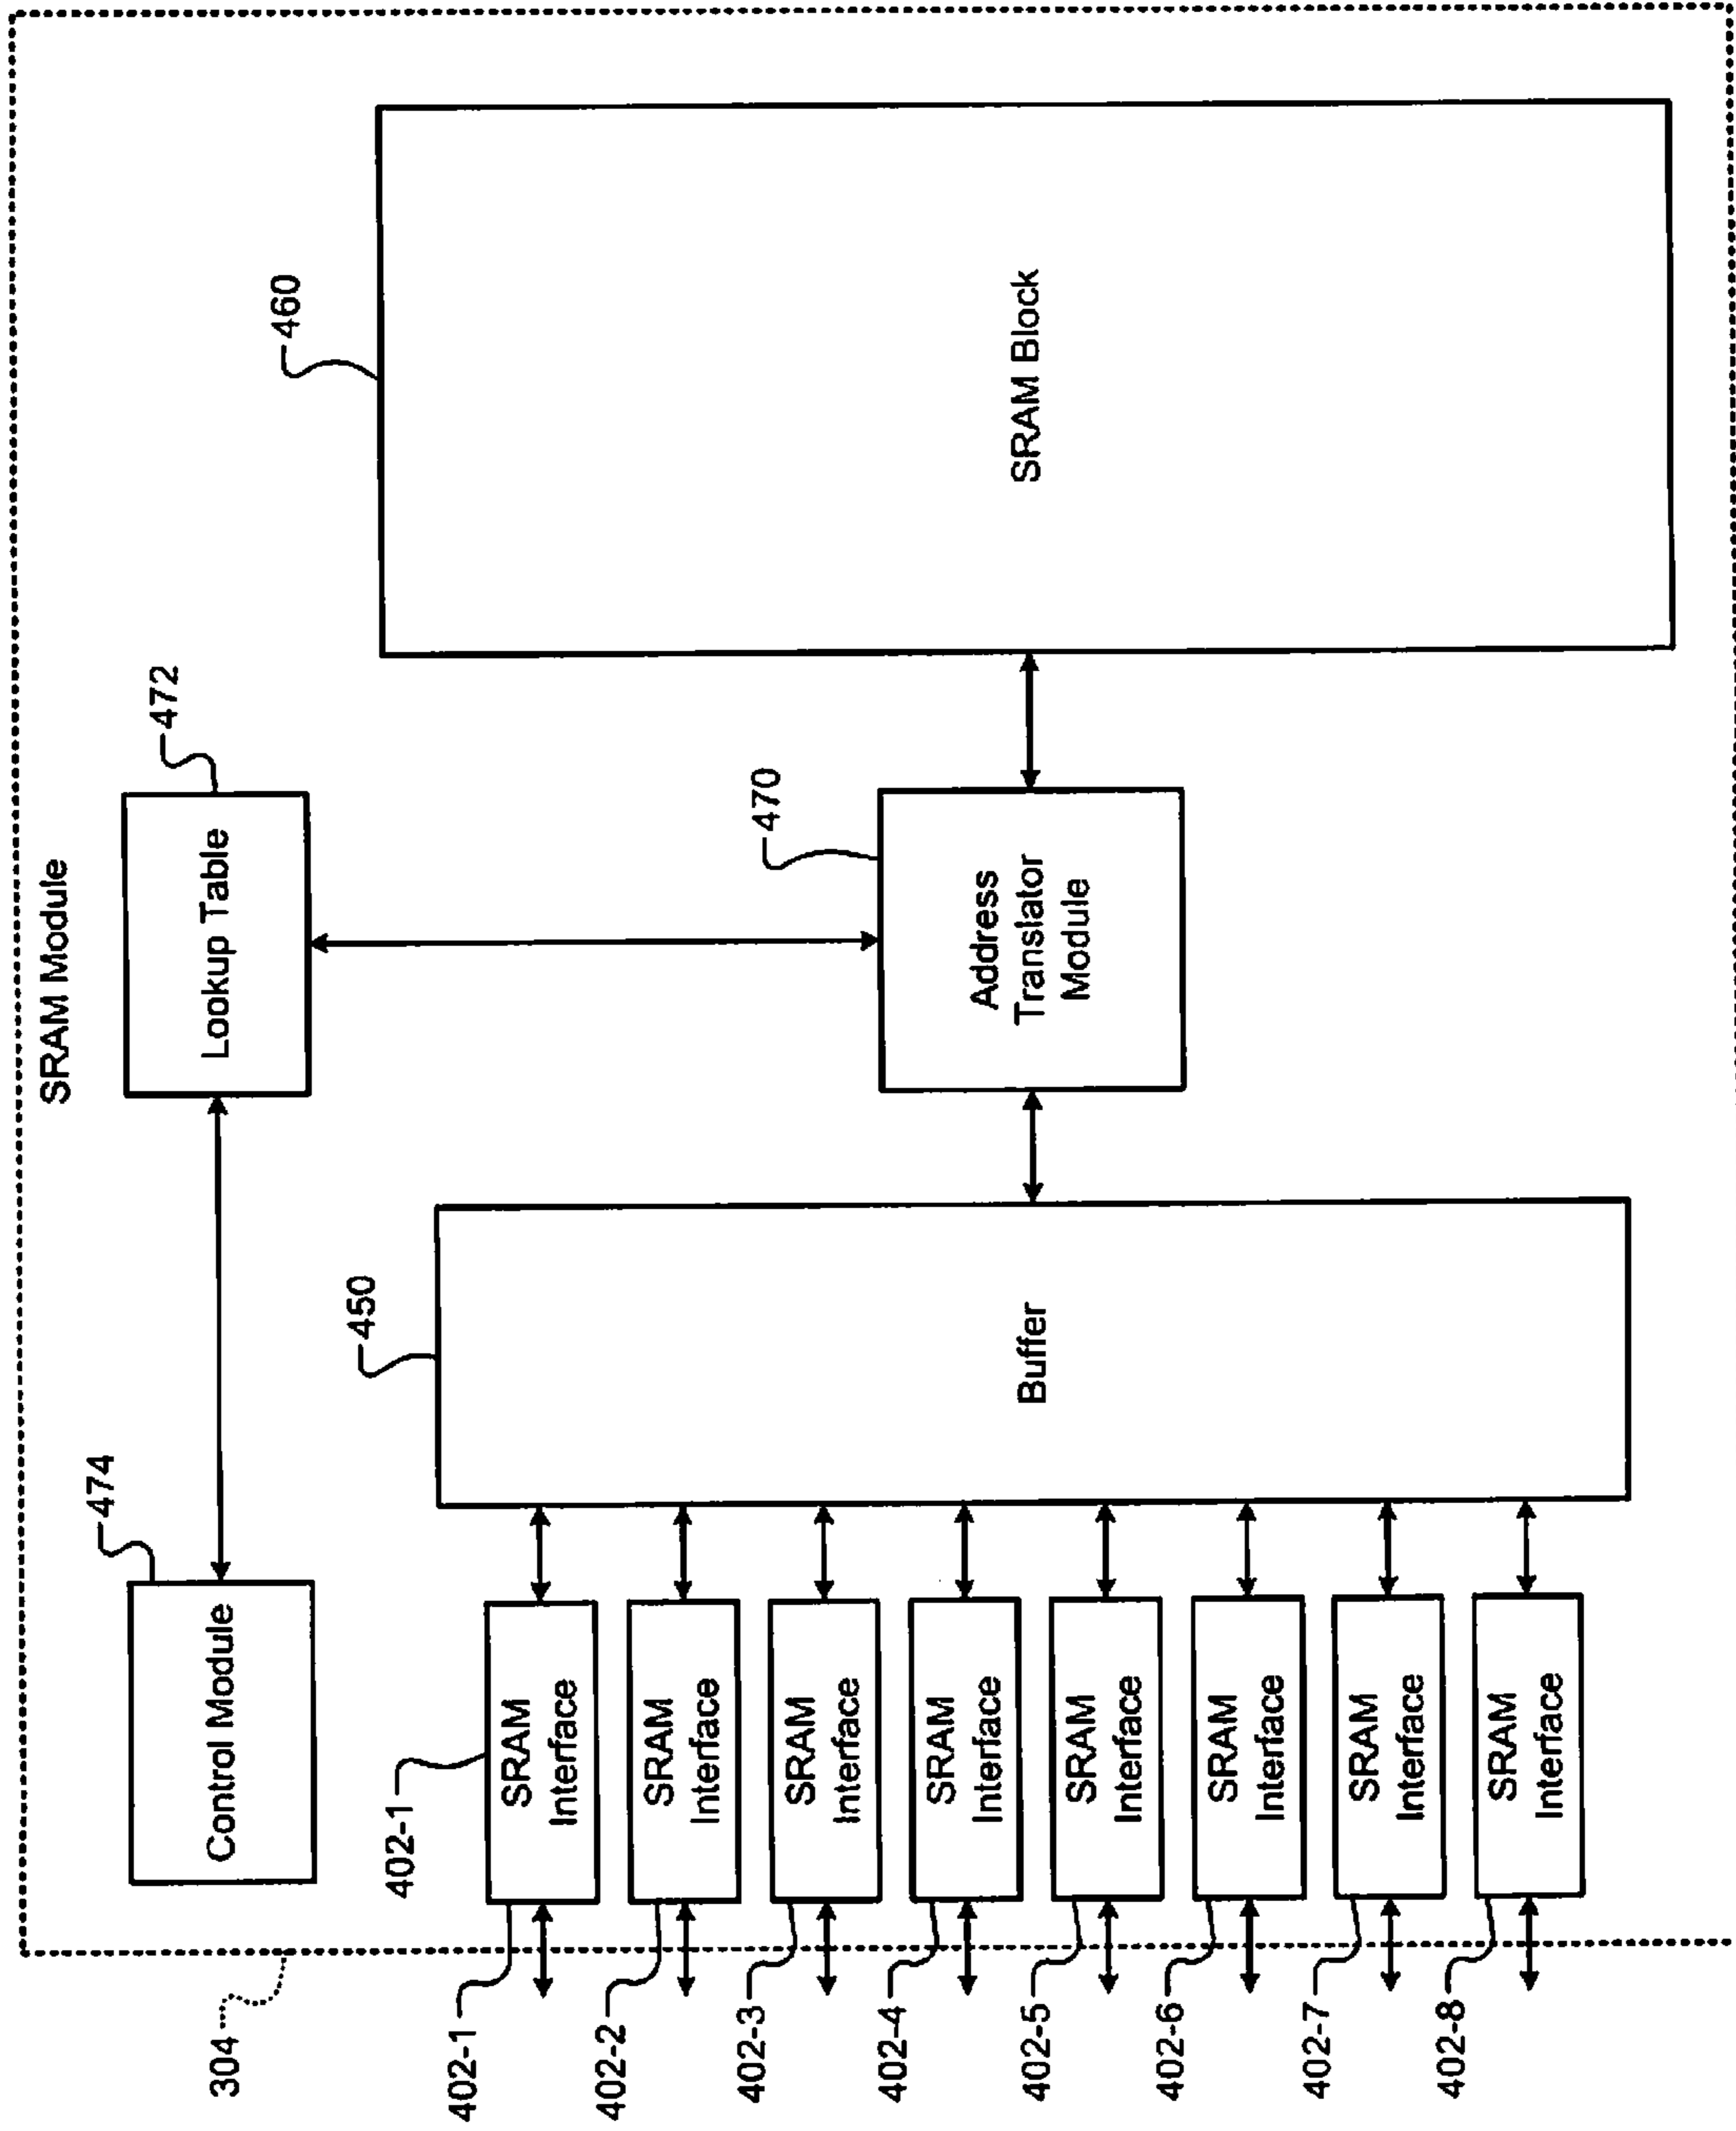 SRAM Module
304
474
Control Module
472
Lookup Table
402-1
402-1
SRAM
Interface
402-2
SRAM
Interface
402-3
SRAM
Interface
402-4
SRAM
Interface
402-5
SRAM
Interface
402-6
SRAM
Interface
402-7
SRAM
Interface
402-8
SRAM
Interface
450
Buffer
470
Address
Translator
Module
460
SRAM Block